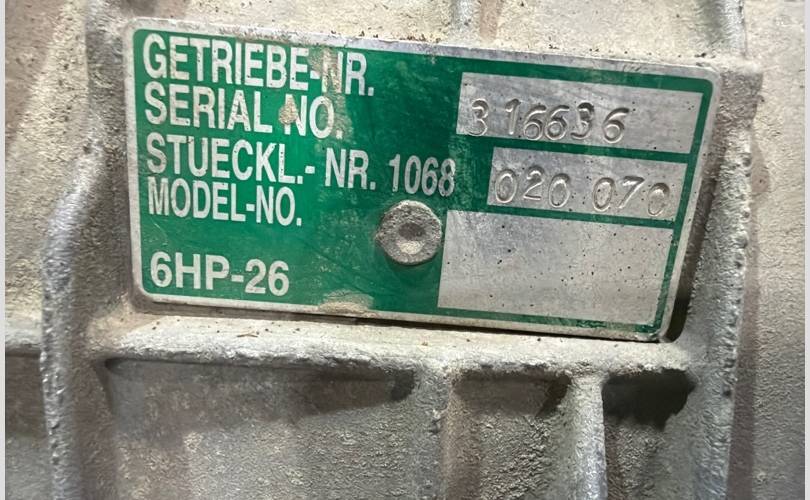 GETRIEBE-NR.
SERIAL NO. 316636
STUECKL.- NR. 1068 020 070
MODEL-NO.
6HP-26